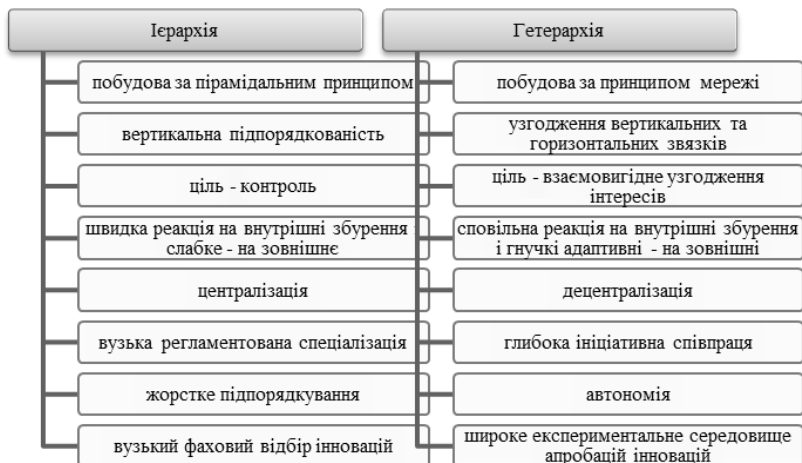 Ієрархія
побудова за пірамідальним принципом
вертикальна підпорядкованість
ціль - контроль
швидка реакція на внутрішні збурення і
слабке - на зовнішнє
централізація
вузька регламентована спеціалізація
жорстке підпорядкування
вузький фаховий відбір інновацій
Гетерархія
побудова за принципом мережі
узгодження вертикальних та
горизонтальних звязків
ціль - взаємовигідне узгодження
інтересів
сповільна реакція на внутрішні збурення
і гнучкі адаптивні - на зовнішні
децентралізація
глибока ініціативна співпраця
автономія
широке експериментальне середовище
апробацій інновацій